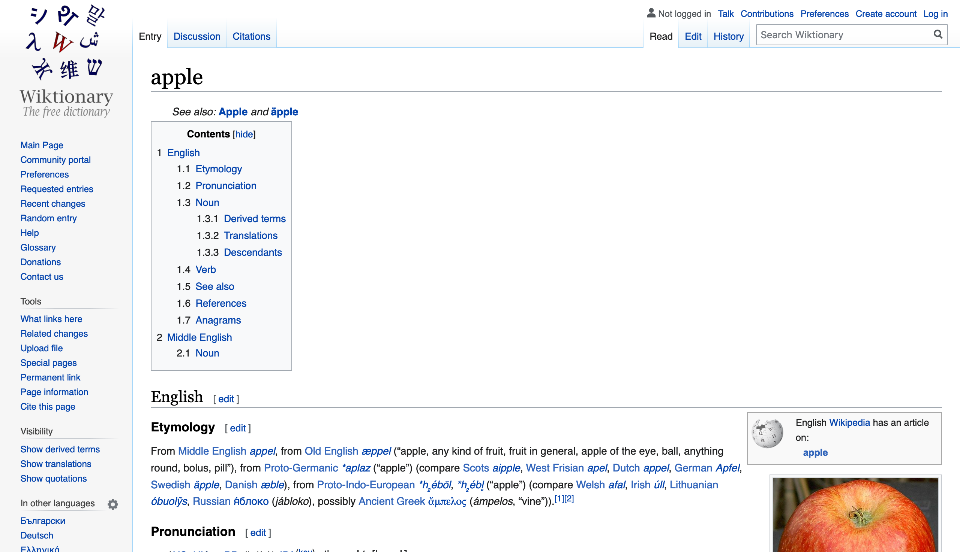 Not logged in Talk Contributions Preferences Create account Log in
Entry Discussion Citations Read Edit History Search Wiktionary
Wiktionary
The free dictionary
Main Page
Community portal
Preferences
Requested entries
Recent changes
Random entry
Help
Glossary
Donations
Contact us
Tools
What links here
Related changes
Upload file
Special pages
Permanent link
Page information
Cite this page
Visibility
Show derived terms
Show translations
Show quotations
In other languages
Български
Deutsch
Ελληνικά
apple
See also: Apple and äpple
Contents [hide]
1 English
1.1 Etymology
1.2 Pronunciation
1.3 Noun
1.3.1 Derived terms
1.3.2 Translations
1.3.3 Descendants
1.4 Verb
1.5 See also
1.6 References
1.7 Anagrams
2 Middle English
2.1 Noun
English [ edit ]
English Wikipedia has an article
on:
apple
Etymology [ edit ]
From Middle English appel, from Old English æppel (“apple, any kind of fruit, fruit in general, apple of the eye, ball, anything
round, bolus, pill”), from Proto-Germanic *aplaz (“apple”) (compare Scots aipple, West Frisian apel, Dutch appel, German Apfel,
Swedish äpple, Danish æble), from Proto-Indo-European *h₂ébōl, *h₂ébl̥ (“apple”) (compare Welsh afal, Irish úll, Lithuanian
óbuolỹs, Russian я́блоко (jábloko), possibly Ancient Greek ἄμπελος (ámpelos, “vine”)).[1][2]
Pronunciation [ edit ]